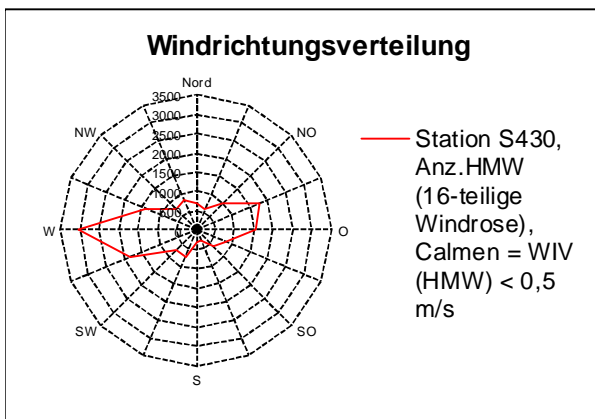 Windrichtungsverteilung
Nord
NO
O
SO
S
SW
W
NW
3500
3000
2500
2000
1500
1000
500
0
Station S430,
Anz.HMW
(16-teilige
Windrose),
Calmen = WIV
(HMW) < 0,5
m/s